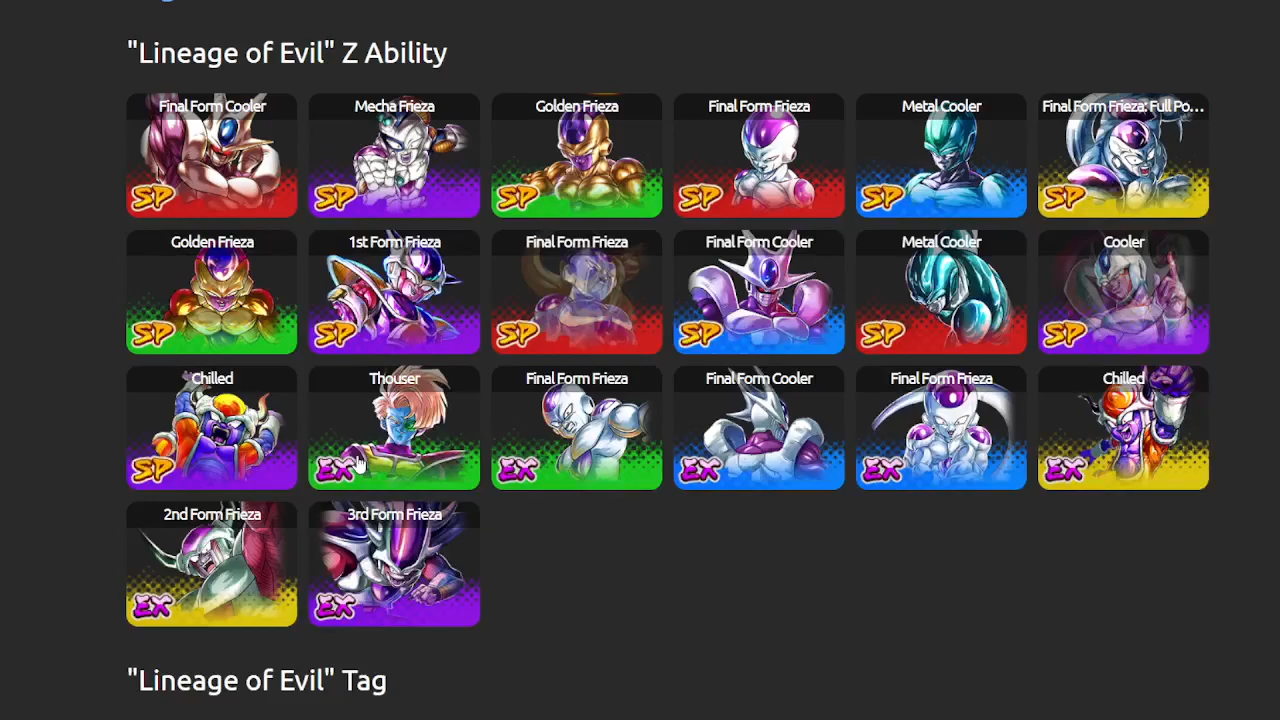 "Lineage of Evil" Z Ability
Final Form Cooler
Mecha Frieza
Golden Frieza
Final Form Frieza
Metal Cooler
Final Form Frieza: Full Po...
SP
SP
SP
SP
SP
SP
Golden Frieza
1st Form Frieza
Final Form Frieza
Final Form Cooler
Metal Cooler
Cooler
SP
SP
SP
SP
SP
SP
Chilled
Thouser
Final Form Frieza
Final Form Cooler
Final Form Frieza
Chilled
SP
EX
EX
EX
EX
EX
2nd Form Frieza
3rd Form Frieza
EX
EX
"Lineage of Evil" Tag